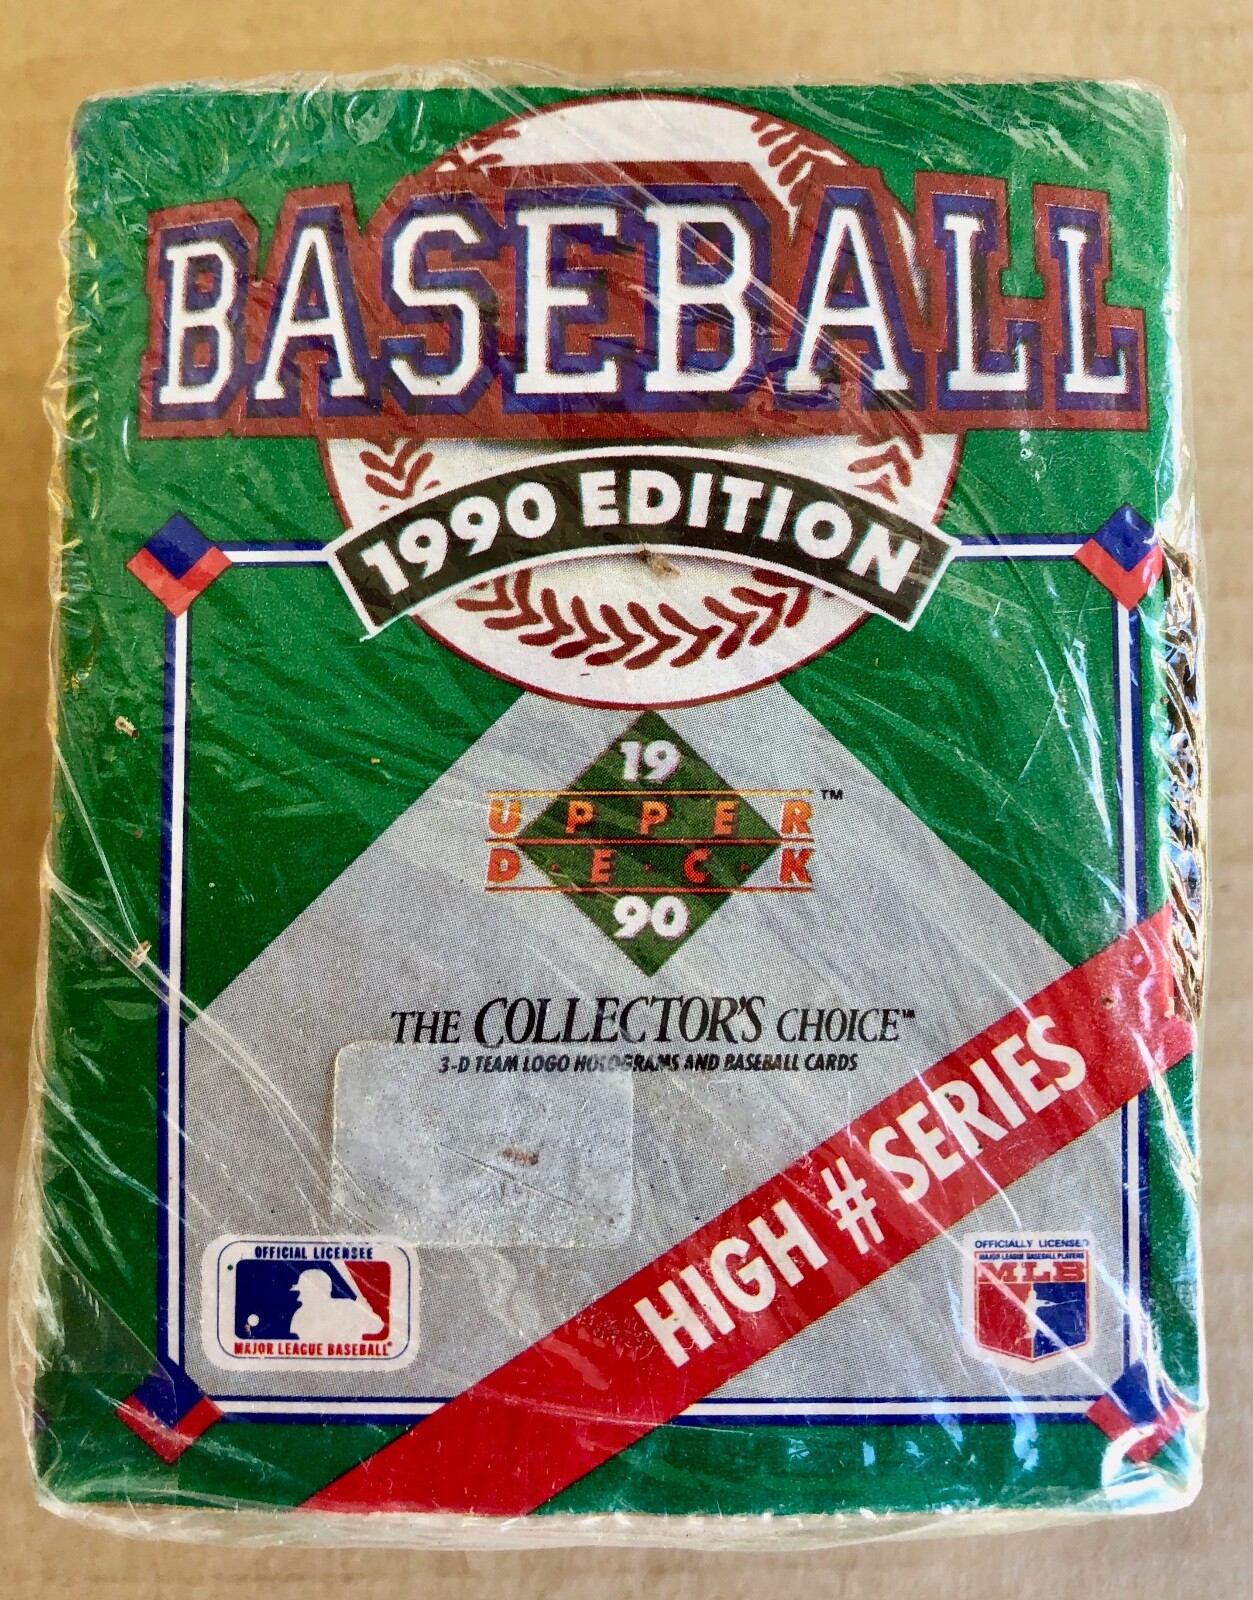 BASEBALL
1990 EDITION
19
UPPER TM
D·E·C·K
90
THE COLLECTOR'S CHOICE™
3-D TEAM LOGO HOLOGRAMS AND BASEBALL CARDS
HIGH # SERIES
OFFICIAL LICENSEE
MAJOR LEAGUE BASEBALL®
OFFICIALLY LICENSED
MAJOR LEAGUE BASEBALL PLAYERS
MLB